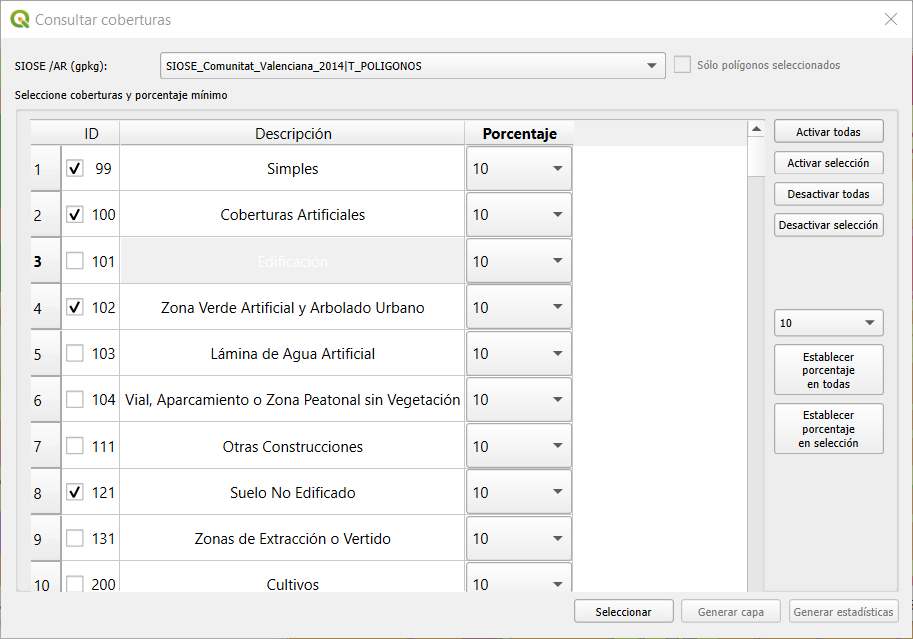 Consultar coberturas
SIOSE /AR (gpkg):
SIOSE_Comunitat_Valenciana_2014|T_POLIGONOS
Sólo polígonos seleccionados
Seleccione coberturas y porcentaje mínimo
ID Descripción Porcentaje
1 99 Simples 10
2 100 Coberturas Artificiales 10
3 101 Edificación 10
4 102 Zona Verde Artificial y Arbolado Urbano 10
5 103 Lámina de Agua Artificial 10
6 104 Vial, Aparcamiento o Zona Peatonal sin Vegetación 10
7 111 Otras Construcciones 10
8 121 Suelo No Edificado 10
9 131 Zonas de Extracción o Vertido 10
10 200 Cultivos 10
Activar todas
Activar selección
Desactivar todas
Desactivar selección
10
Establecer
porcentaje
en todas
Establecer
porcentaje
en selección
Seleccionar
Generar capa
Generar estadísticas